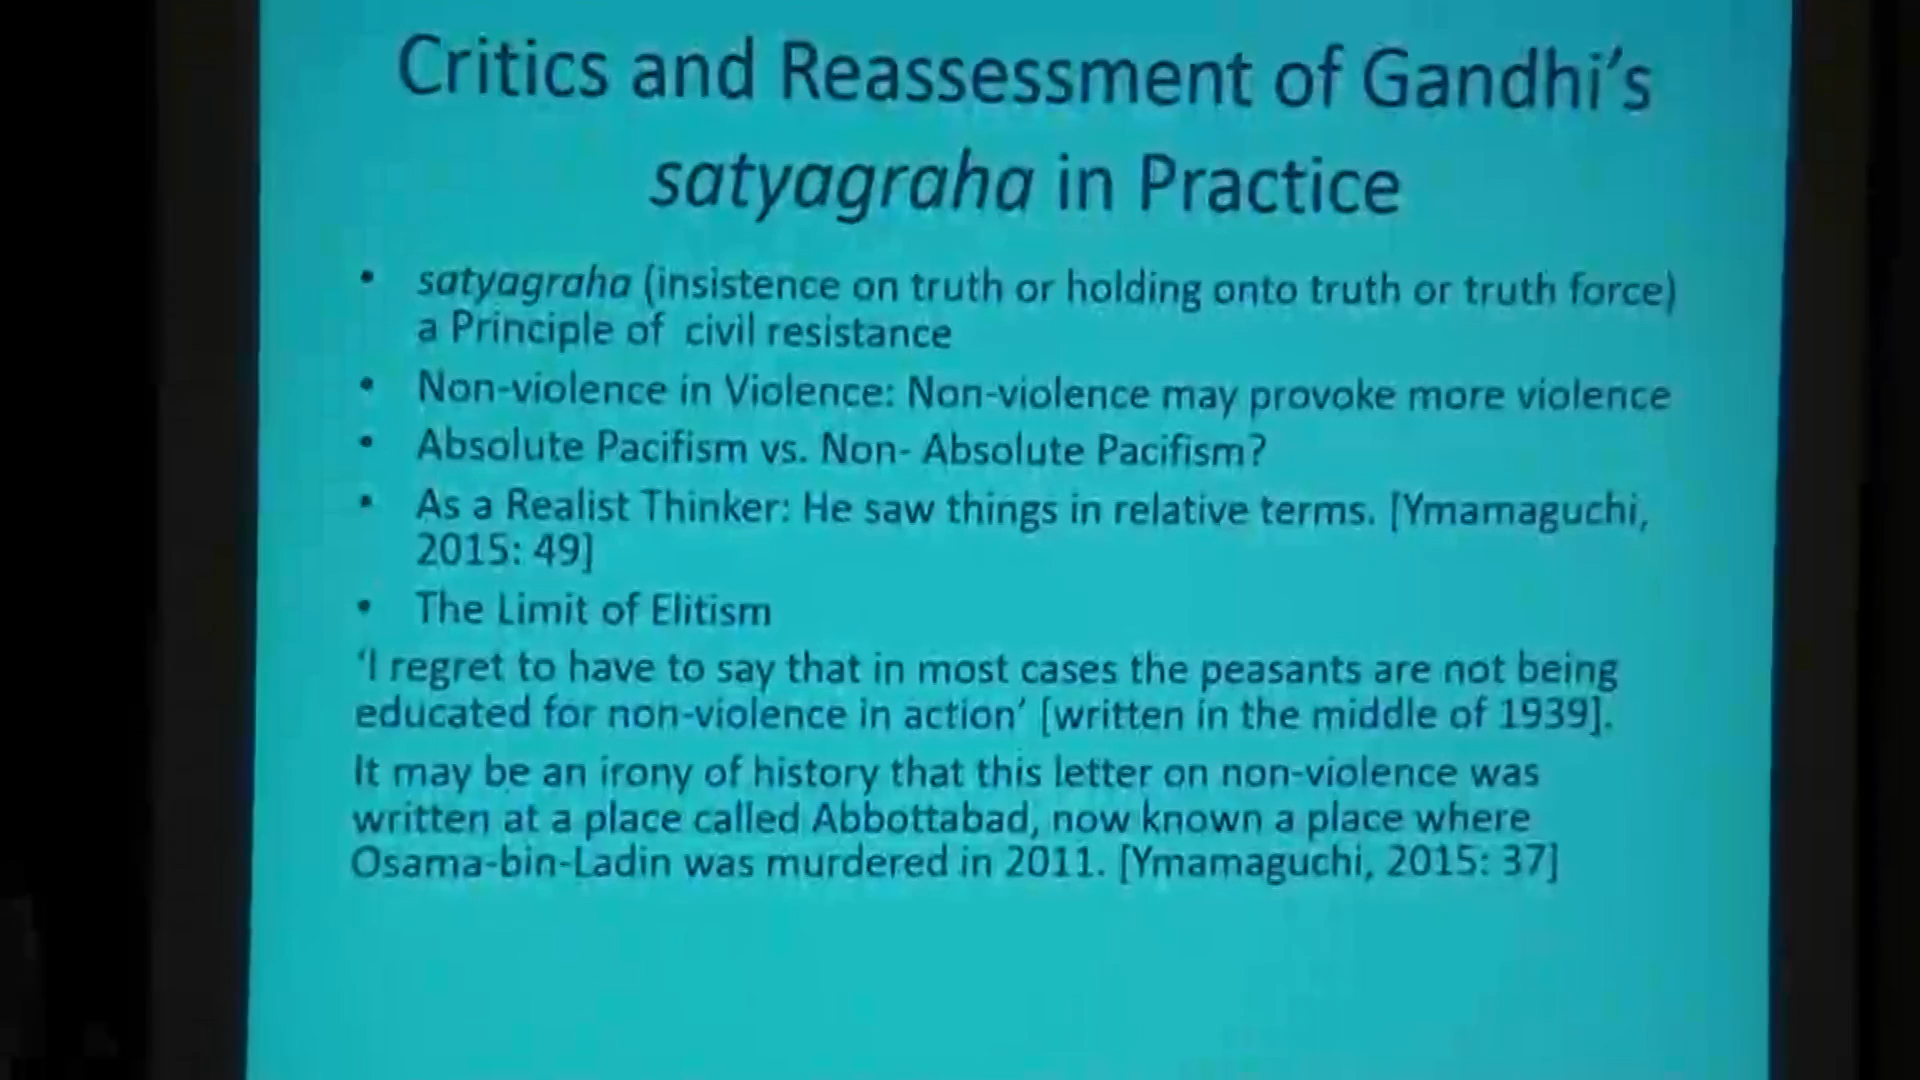 Critics and Reassessment of Gandhi's
satyagraha in Practice
• satyagraha (insistence on truth or holding onto truth or truth force)
a Principle of civil resistance
• Non-violence in Violence: Non-violence may provoke more violence
• Absolute Pacifism vs. Non- Absolute Pacifism?
• As a Realist Thinker: He saw things in relative terms. [Ymamaguchi,
2015: 49]
• The Limit of Elitism
'I regret to have to say that in most cases the peasants are not being
educated for non-violence in action' [written in the middle of 1939].
It may be an irony of history that this letter on non-violence was
written at a place called Abbottabad, now known a place where
Osama-bin-Ladin was murdered in 2011. [Ymamaguchi, 2015: 37]